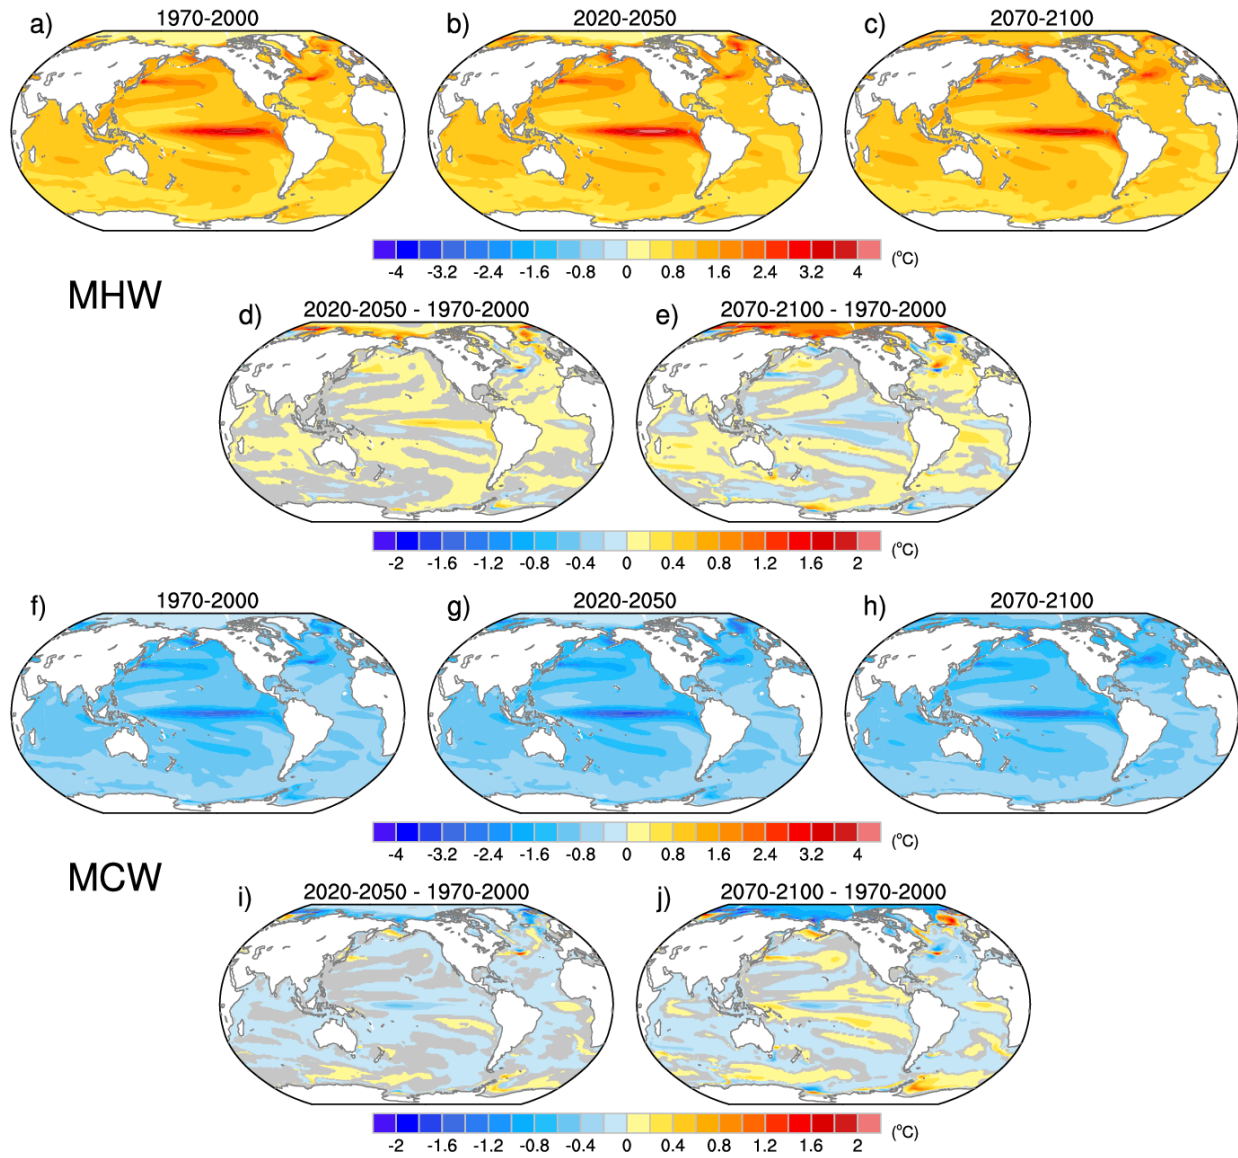 a) 1970-2000
b) 2020-2050
c) 2070-2100
-4 -3.2 -2.4 -1.6 -0.8 0 0.8 1.6 2.4 3.2 4 (°C)
MHW
d) 2020-2050 - 1970-2000
e) 2070-2100 - 1970-2000
-2 -1.6 -1.2 -0.8 -0.4 0 0.4 0.8 1.2 1.6 2 (°C)
f) 1970-2000
g) 2020-2050
h) 2070-2100
-4 -3.2 -2.4 -1.6 -0.8 0 0.8 1.6 2.4 3.2 4 (°C)
MCW
i) 2020-2050 - 1970-2000
j) 2070-2100 - 1970-2000
-2 -1.6 -1.2 -0.8 -0.4 0 0.4 0.8 1.2 1.6 2 (°C)